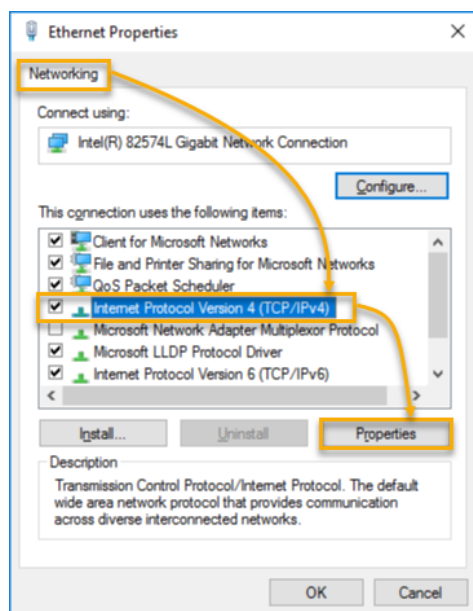 Ethernet Properties
Networking
Connect using:
Intel(R) 82574L Gigabit Network Connection
Configure...
This connection uses the following items:
Client for Microsoft Networks
File and Printer Sharing for Microsoft Networks
QoS Packet Scheduler
Internet Protocol Version 4 (TCP/IPv4)
Microsoft Network Adapter Multiplexor Protocol
Microsoft LLDP Protocol Driver
Internet Protocol Version 6 (TCP/IPv6)
Install...
Uninstall
Properties
Description
Transmission Control Protocol/Internet Protocol. The default
wide area network protocol that provides communication
across diverse interconnected networks.
OK
Cancel